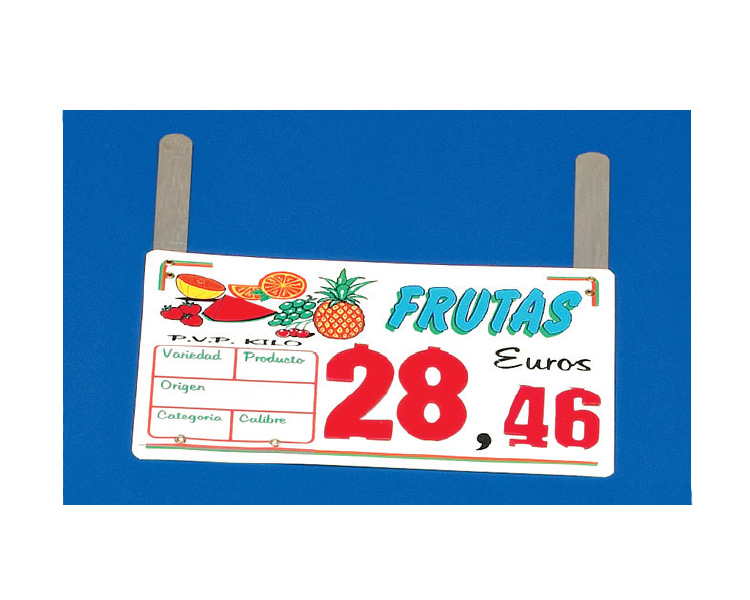 FRUTAS
P.V.P. KILO
Euros
Variedad Producto
Origen
Categoria Calibre
28,46